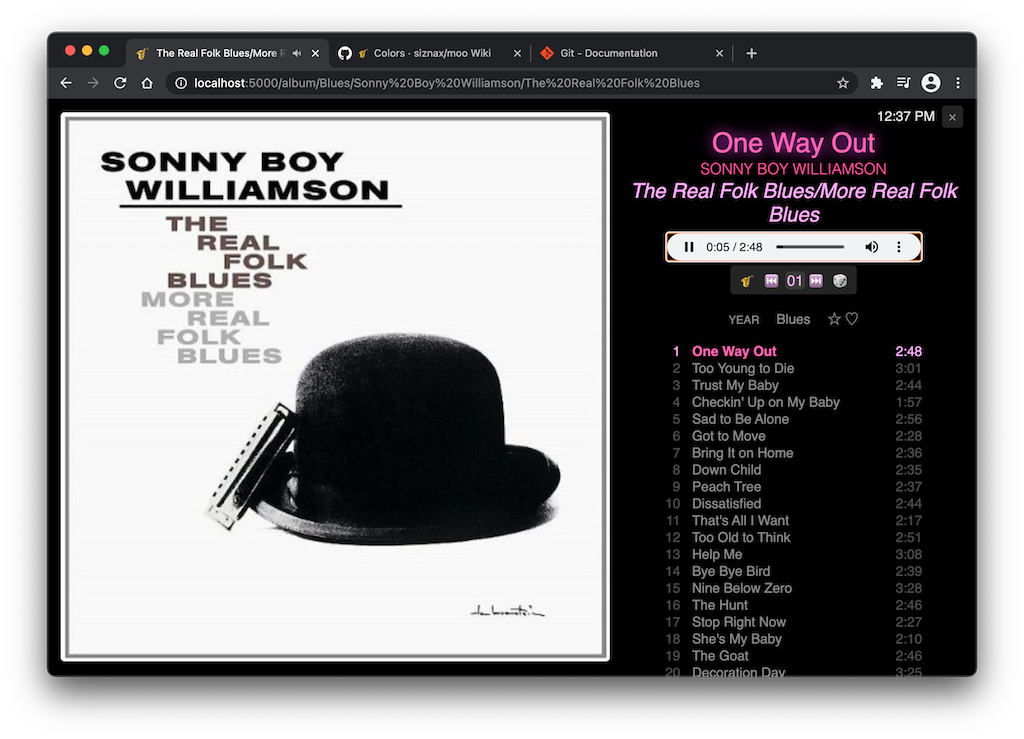 The Real Folk Blues/More R
Colors · siznax/moo Wiki
Git - Documentation
localhost:5000/album/Blues/Sonny%20Boy%20Williamson/The%20Real%20Folk%20Blues
SONNY BOY
WILLIAMSON
THE
REAL
FOLK
BLUES
MORE
REAL
FOLK
BLUES
12:37 PM
One Way Out
SONNY BOY WILLIAMSON
The Real Folk Blues/More Real Folk
Blues
0:05 / 2:48
01
YEAR Blues
1 One Way Out 2:48
2 Too Young to Die 3:01
3 Trust My Baby 2:44
4 Checkin' Up on My Baby 1:57
5 Sad to Be Alone 2:56
6 Got to Move 2:28
7 Bring It on Home 2:36
8 Down Child 2:35
9 Peach Tree 2:37
10 Dissatisfied 2:44
11 That's All I Want 2:17
12 Too Old to Think 2:51
13 Help Me 3:08
14 Bye Bye Bird 2:39
15 Nine Below Zero 3:28
16 The Hunt 2:46
17 Stop Right Now 2:27
18 She's My Baby 2:10
19 The Goat 2:46
20 Decoration Day 3:25